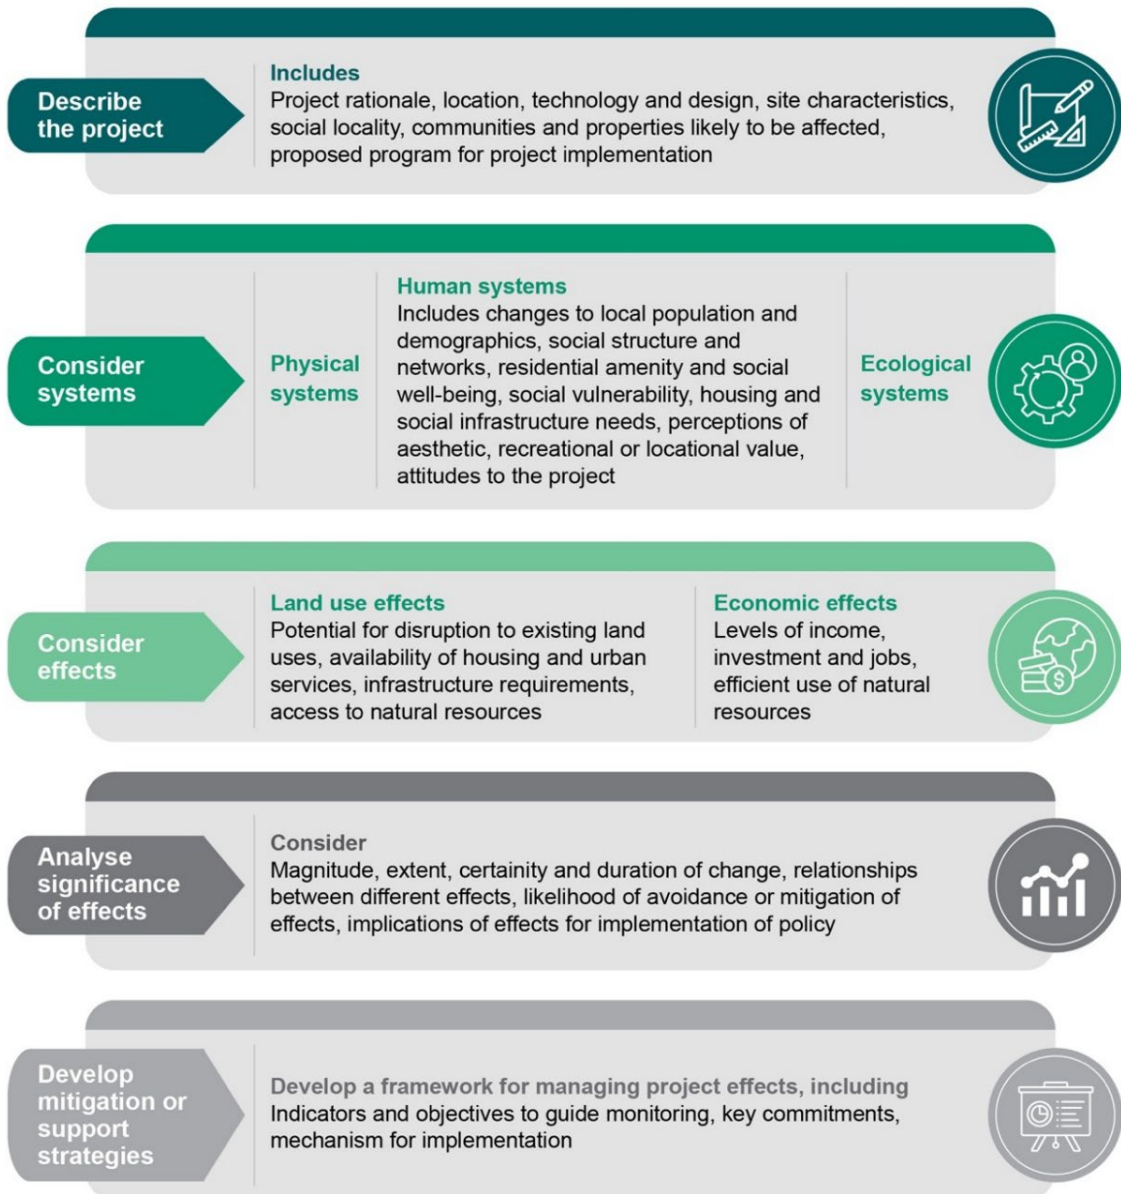 Describe
the project
Includes
Project rationale, location, technology and design, site characteristics,
social locality, communities and properties likely to be affected,
proposed program for project implementation
Consider
systems
Physical
systems
Human systems
Includes changes to local population and
demographics, social structure and
networks, residential amenity and social
well-being, social vulnerability, housing and
social infrastructure needs, perceptions of
aesthetic, recreational or locational value,
attitudes to the project
Ecological
systems
Consider
effects
Land use effects
Potential for disruption to existing land
uses, availability of housing and urban
services, infrastructure requirements,
access to natural resources
Economic effects
Levels of income,
investment and jobs,
efficient use of natural
resources
$
Analyse
significance
of effects
Consider
Magnitude, extent, certainity and duration of change, relationships
between different effects, likelihood of avoidance or mitigation of
effects, implications of effects for implementation of policy
Develop
mitigation or
support
strategies
Develop a framework for managing project effects, including
Indicators and objectives to guide monitoring, key commitments,
mechanism for implementation